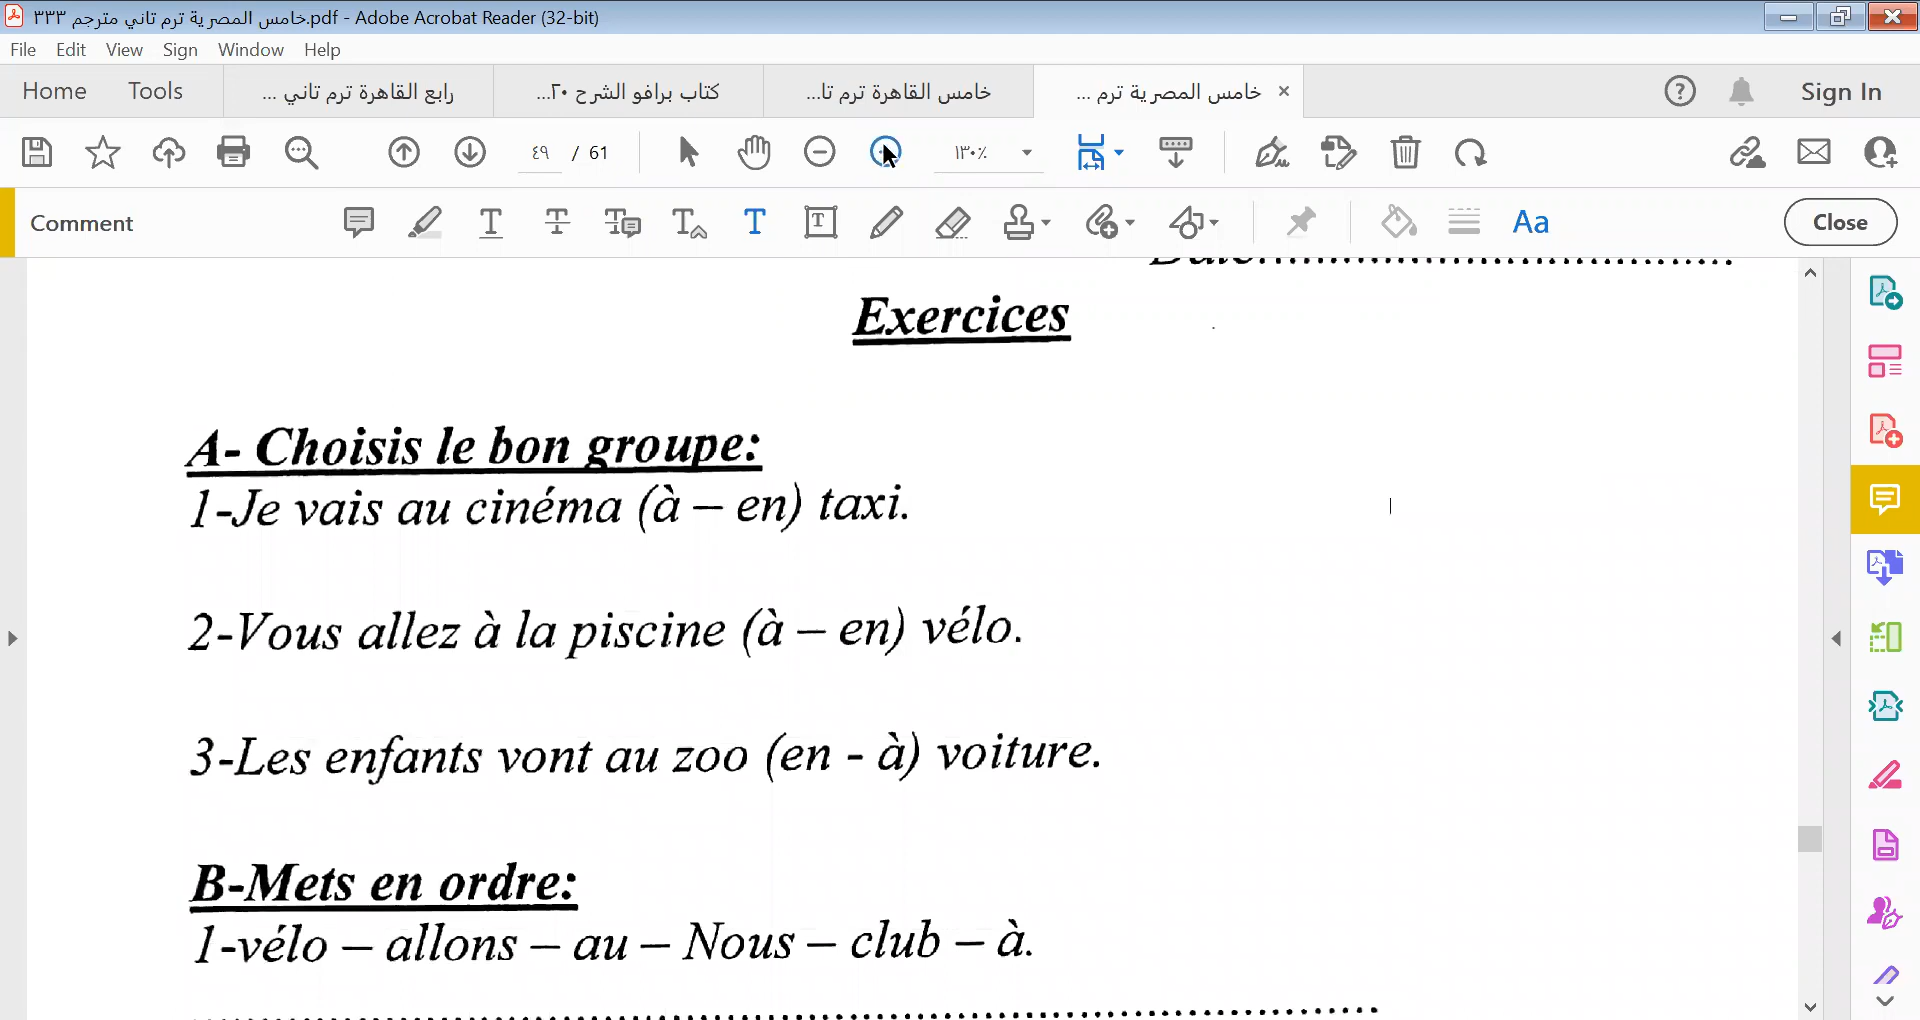 خامس المصرية ترم تاني مترجم ٣٣٣.pdf - Adobe Acrobat Reader (32-bit)
File Edit View Sign Window Help
Home Tools رابع القاهرة ترم تاني ... كتاب برافو الشرح ٢٠... خامس القاهرة ترم تا... خامس المصرية ترم ... × Sign In
٤٩ / 61 ١٣٠٪
Comment Aa Close
Exercices
A- Choisis le bon groupe:
1-Je vais au cinéma (à – en) taxi.
2-Vous allez à la piscine (à – en) vélo.
3-Les enfants vont au zoo (en - à) voiture.
B-Mets en ordre:
1-vélo – allons – au – Nous – club – à.